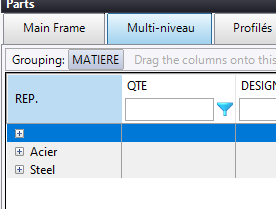 Parts
Main Frame Multi-niveau Profilés
Grouping: MATIERE Drag the columns onto this
REP. QTE DESIGN
Acier
Steel